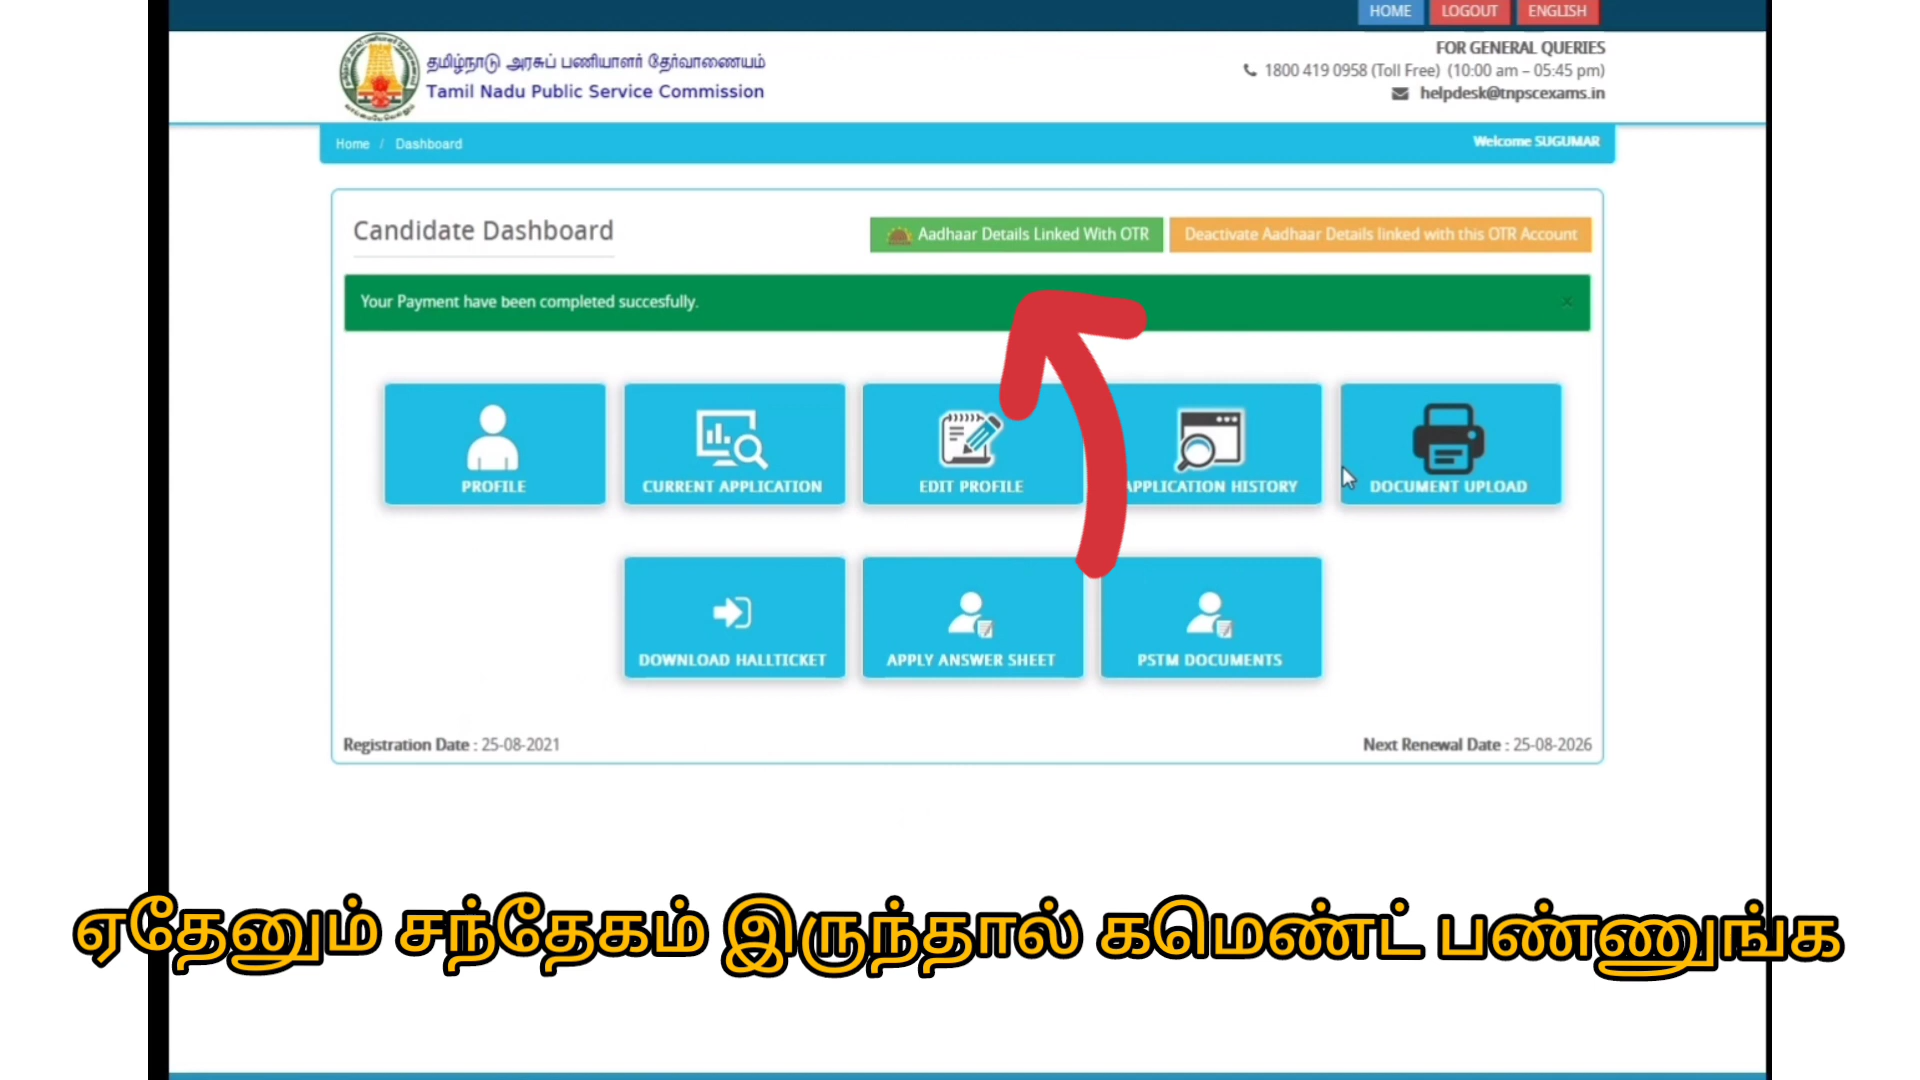 HOME LOGOUT ENGLISH
தமிழ்நாடு அரசுப் பணியாளர் தேர்வாணையம்
Tamil Nadu Public Service Commission
FOR GENERAL QUERIES
1800 419 0958 (Toll Free) (10:00 am – 05:45 pm)
helpdesk@tnpscexams.in
Home / Dashboard
Welcome SUGUMAR
Candidate Dashboard
Aadhaar Details Linked With OTR
Deactivate Aadhaar Details linked with this OTR Account
Your Payment have been completed succesfully.
×
PROFILE
CURRENT APPLICATION
EDIT PROFILE
APPLICATION HISTORY
DOCUMENT UPLOAD
DOWNLOAD HALLTICKET
APPLY ANSWER SHEET
PSTM DOCUMENTS
Registration Date : 25-08-2021
Next Renewal Date : 25-08-2026
ஏதேனும் சந்தேகம் இருந்தால் கமெண்ட் பண்ணுங்க